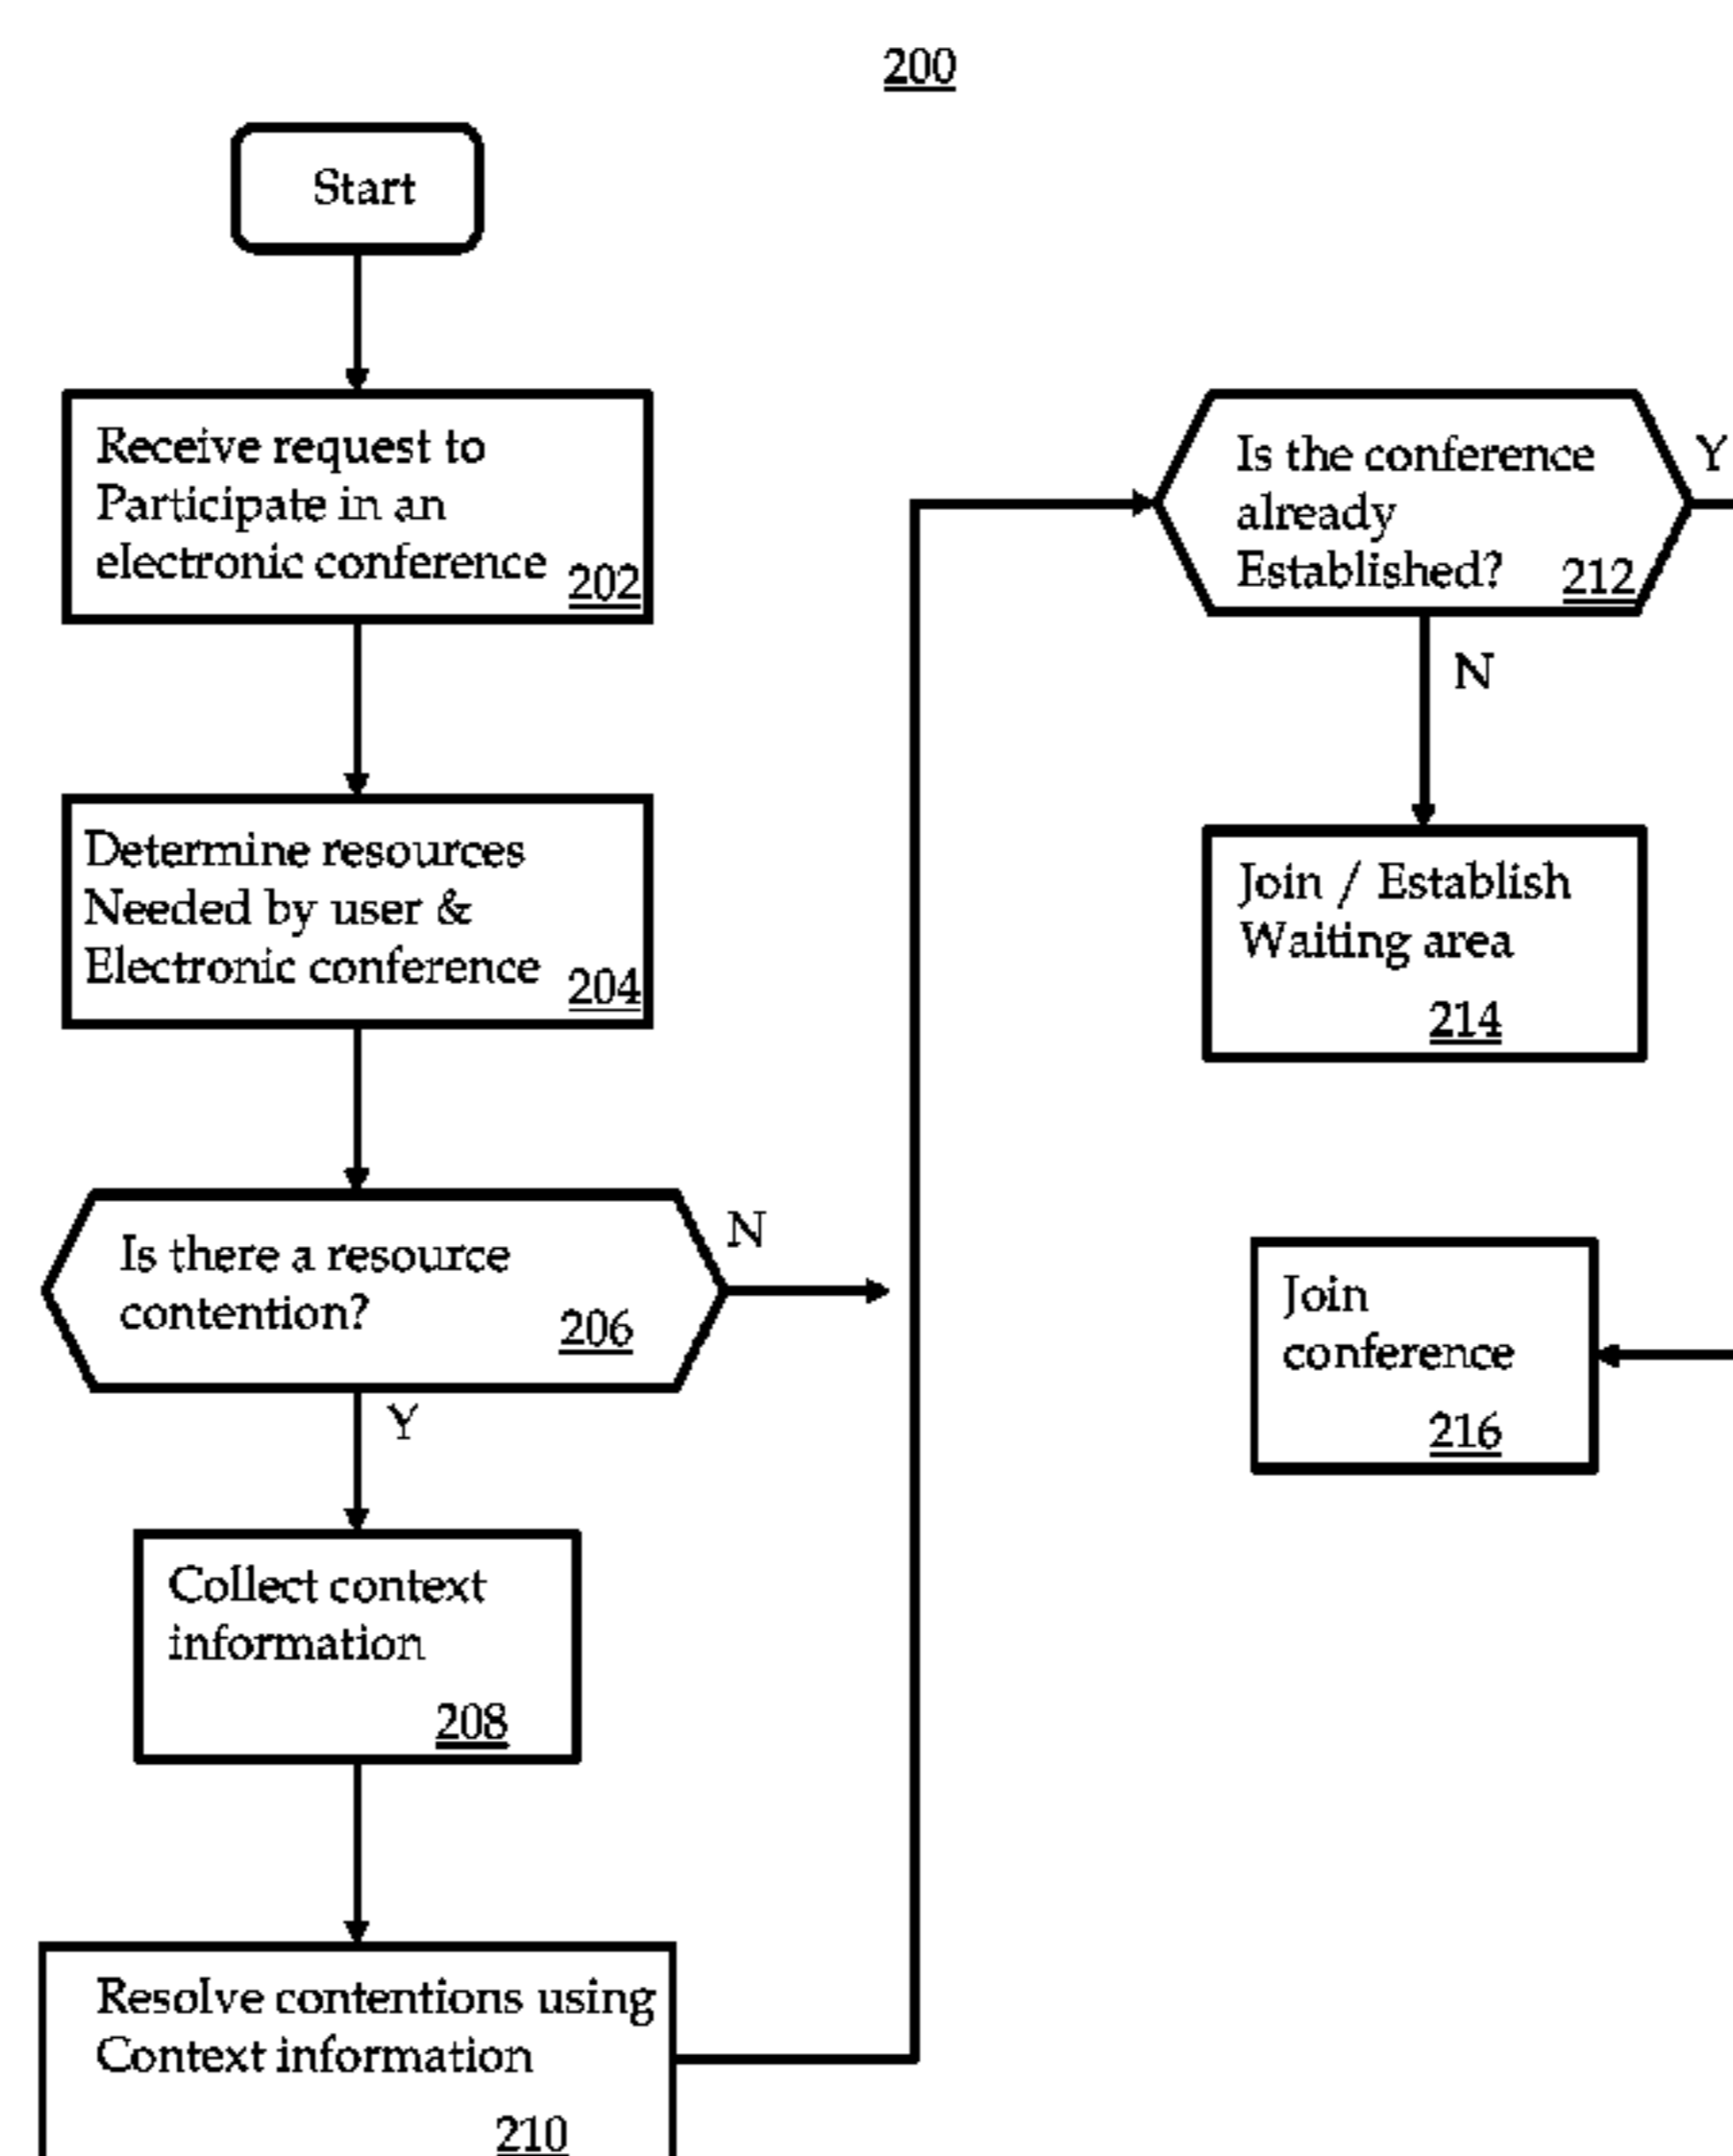 200
Start
Receive request to
Participate in an
electronic conference 202
Determine resources
Needed by user &
Electronic conference 204
Is there a resource
contention? 206
N
Y
Collect context
information
208
Resolve contentions using
Context information
210
Is the conference
already
Established? 212
Y
N
Join / Establish
Waiting area
214
Join
conference
216